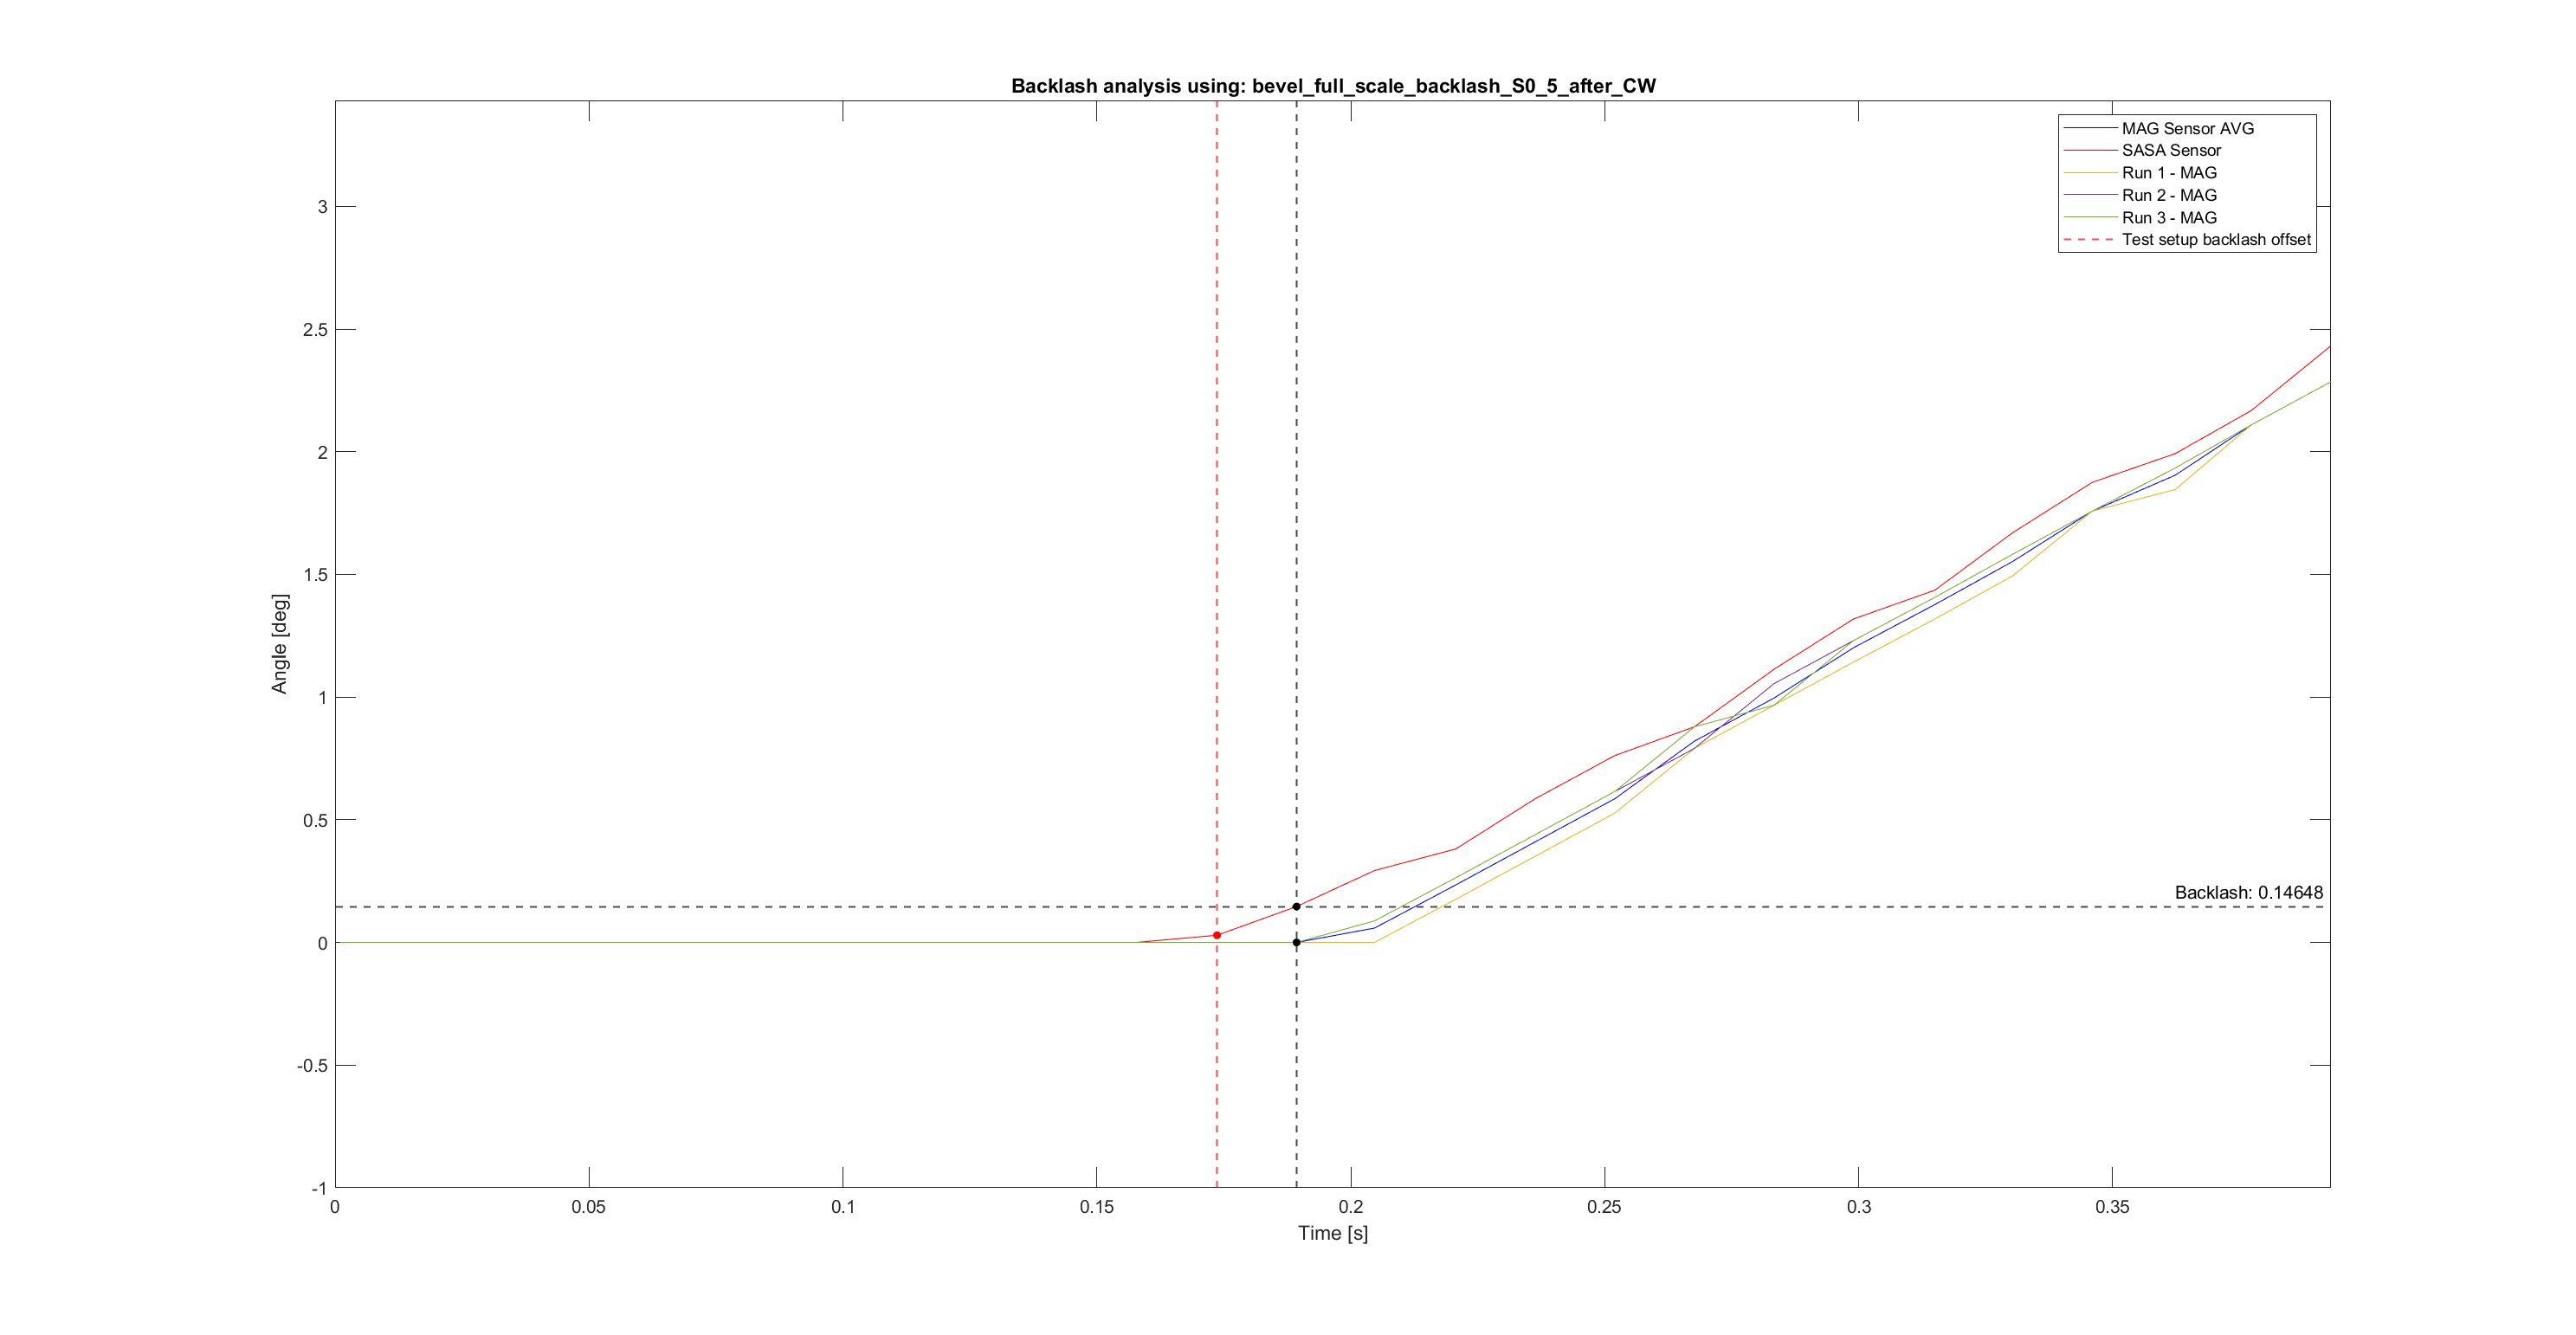 Backlash analysis using: bevel_full_scale_backlash_S0_5_after_CW
MAG Sensor AVG
SASA Sensor
Run 1 - MAG
Run 2 - MAG
Run 3 - MAG
Test setup backlash offset
3
2.5
2
1.5
1
0.5
0
-0.5
-1
Angle [deg]
Backlash: 0.14648
0
0.05
0.1
0.15
0.2
0.25
0.3
0.35
Time [s]